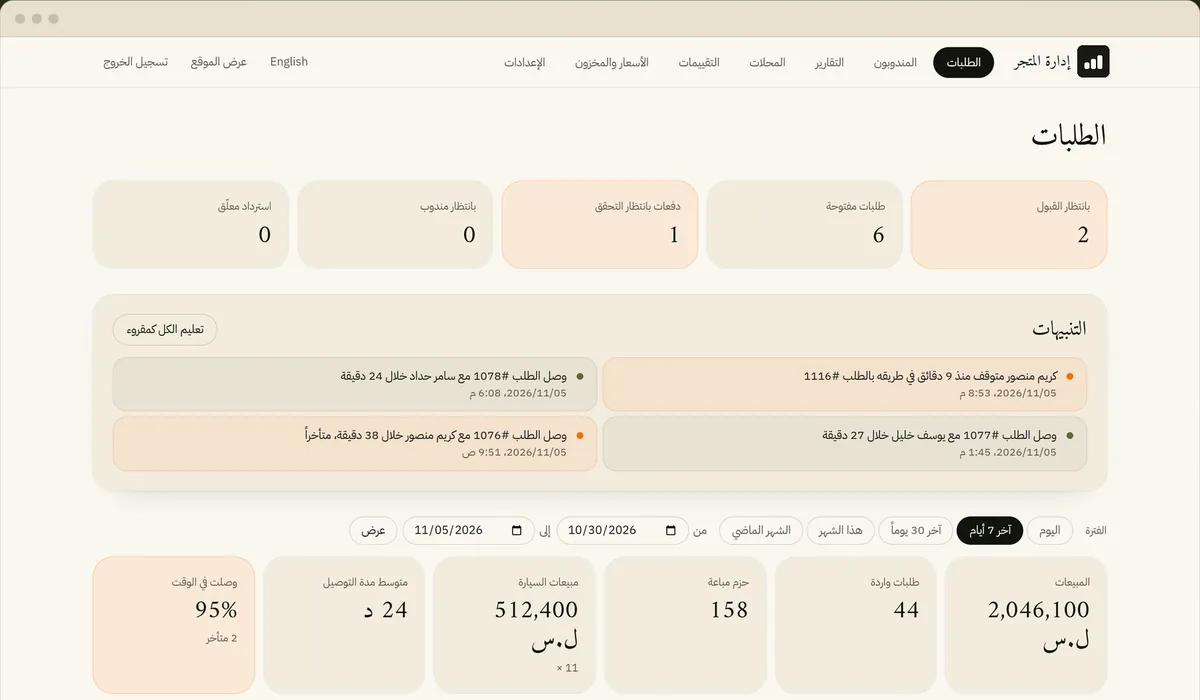 إدارة المتجر
الطلبات
المندوبون
التقارير
المحلات
التقييمات
الأسعار والمخزون
الإعدادات
English
عرض الموقع
تسجيل الخروج
الطلبات
بانتظار القبول
2
طلبات مفتوحة
6
دفعات بانتظار التحقق
1
بانتظار مندوب
0
استرداد معلّق
0
التنبيهات
تعليم الكل كمقروء
كريم منصور متوقف منذ 9 دقائق في طريقه بالطلب #1116
2026/11/05، 8:53 م
وصل الطلب #1078 مع سامر حداد خلال 24 دقيقة
2026/11/05، 6:08 م
وصل الطلب #1077 مع يوسف خليل خلال 27 دقيقة
2026/11/05، 1:45 م
وصل الطلب #1076 مع كريم منصور خلال 38 دقيقة، متأخراً
2026/11/05، 9:51 ص
الفترة
اليوم
آخر 7 أيام
آخر 30 يوماً
هذا الشهر
الشهر الماضي
من
10/30/2026
إلى
11/05/2026
عرض
المبيعات
2,046,100
ل.س
طلبات واردة
44
حزم مباعة
158
مبيعات السيارة
512,400
ل.س
11 ×
متوسط مدة التوصيل
24 د
وصلت في الوقت
95%
2 متأخر